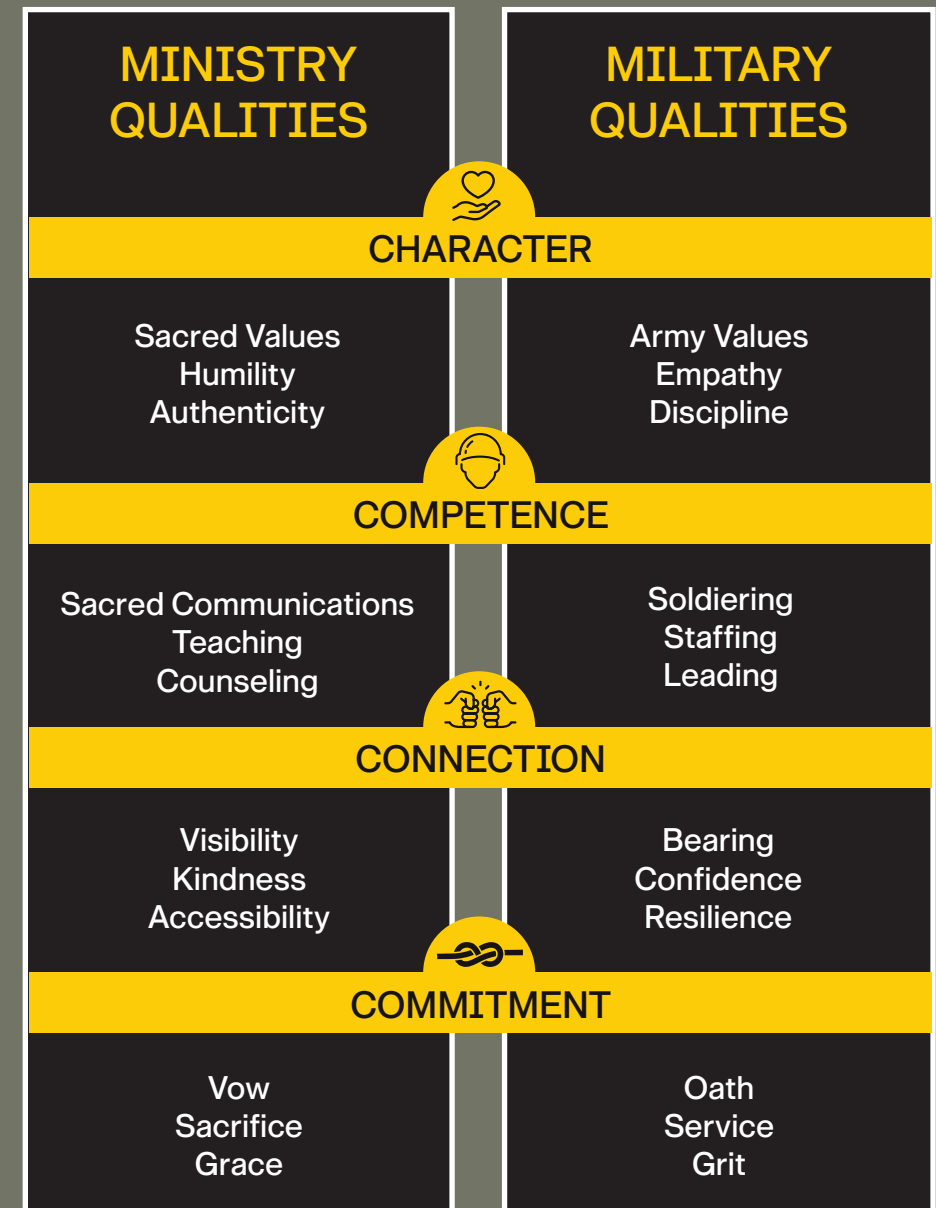 MINISTRY
QUALITIES
MILITARY
QUALITIES
CHARACTER
Sacred Values
Humility
Authenticity
Army Values
Empathy
Discipline
COMPETENCE
Sacred Communications
Teaching
Counseling
Soldiering
Staffing
Leading
CONNECTION
Visibility
Kindness
Accessibility
Bearing
Confidence
Resilience
COMMITMENT
Vow
Sacrifice
Grace
Oath
Service
Grit